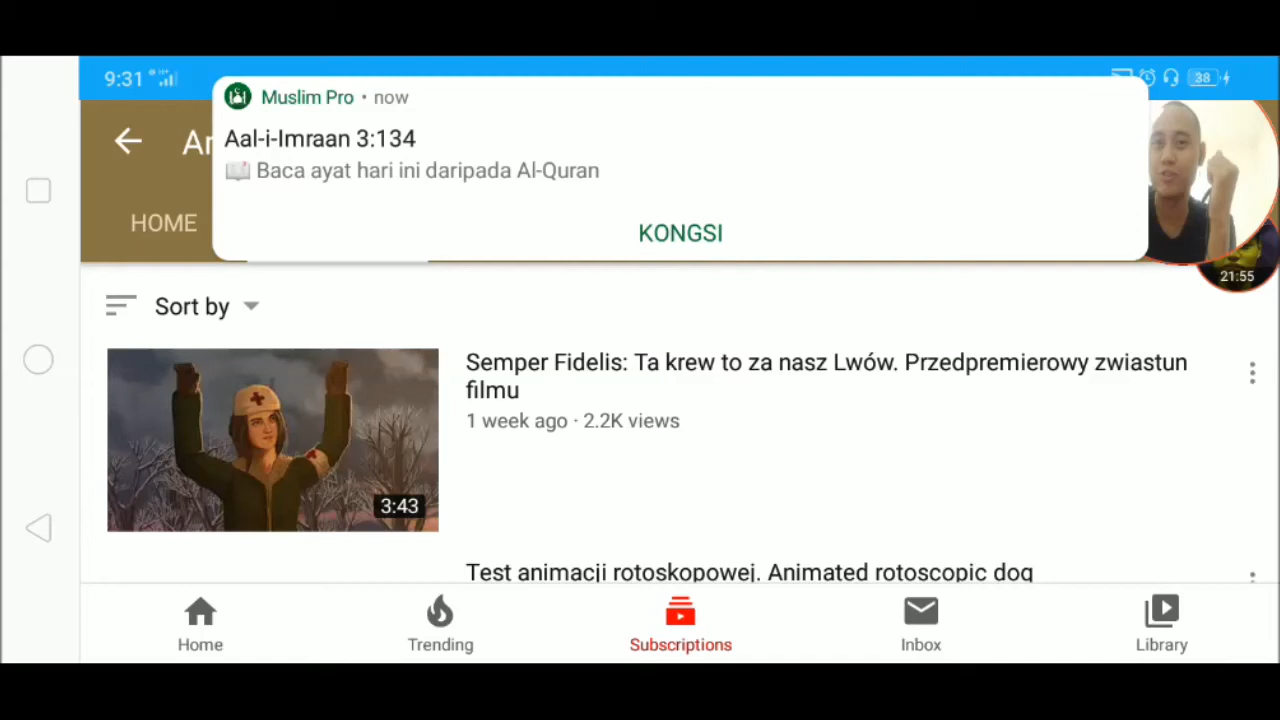 9:31
38
Muslim Pro • now
Aal-i-Imraan 3:134
Baca ayat hari ini daripada Al-Quran
KONGSI
Ar
HOME
21:55
Sort by
Semper Fidelis: Ta krew to za nasz Lwów. Przedpremierowy zwiastun
filmu
1 week ago · 2.2K views
3:43
Test animacji rotoskopowej. Animated rotoscopic dog
Home
Trending
Subscriptions
Inbox
Library